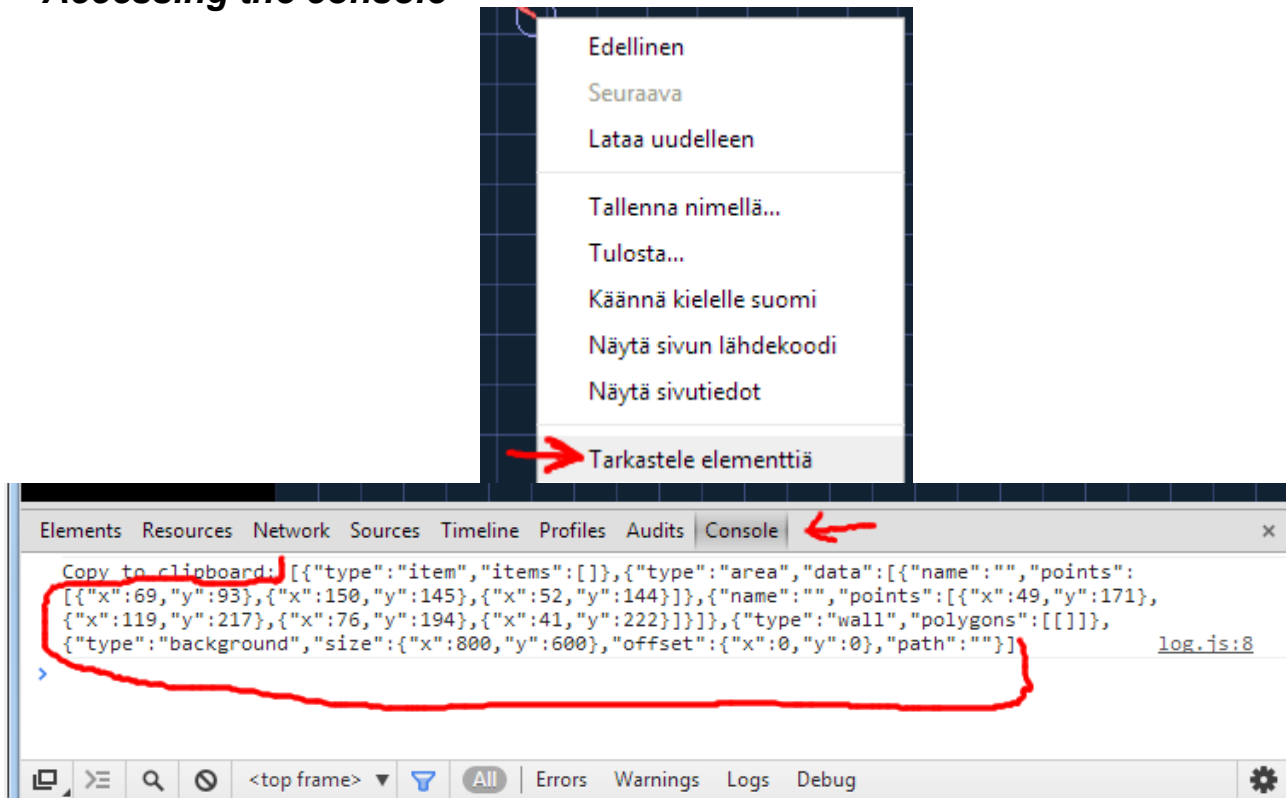 Accessing the console
Edellinen
Seuraava
Lataa uudelleen
Tallenna nimellä...
Tulosta...
Käännä kielelle suomi
Näytä sivun lähdekoodi
Näytä sivutiedot
Tarkastele elementtiä
Elements Resources Network Sources Timeline Profiles Audits Console ×
Copy to clipboard: [{"type":"item","items":[]},{"type":"area","data":[{"name":"","points":
[{"x":69,"y":93},{"x":150,"y":145},{"x":52,"y":144}]},{"name":"","points":[{"x":49,"y":171},
{"x":119,"y":217},{"x":76,"y":194},{"x":41,"y":222}]}]},{"type":"wall","polygons":[[]]},
{"type":"background","size":{"x":800,"y":600},"offset":{"x":0,"y":0},"path":""}] log.js:8
>
<top frame> ▼ All Errors Warnings Logs Debug